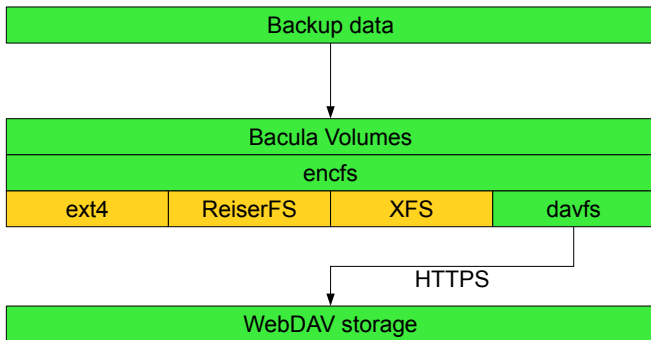 Backup data
Bacula Volumes
encfs
ext4 ReiserFS XFS davfs
HTTPS
WebDAV storage